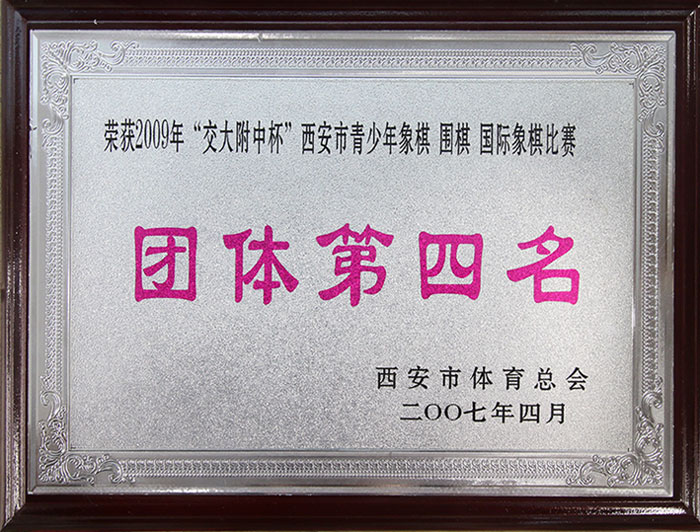 荣获2009年“交大附中杯”西安市青少年象棋 围棋 国际象棋比赛
团体第四名
西安市体育总会
二〇〇七年四月